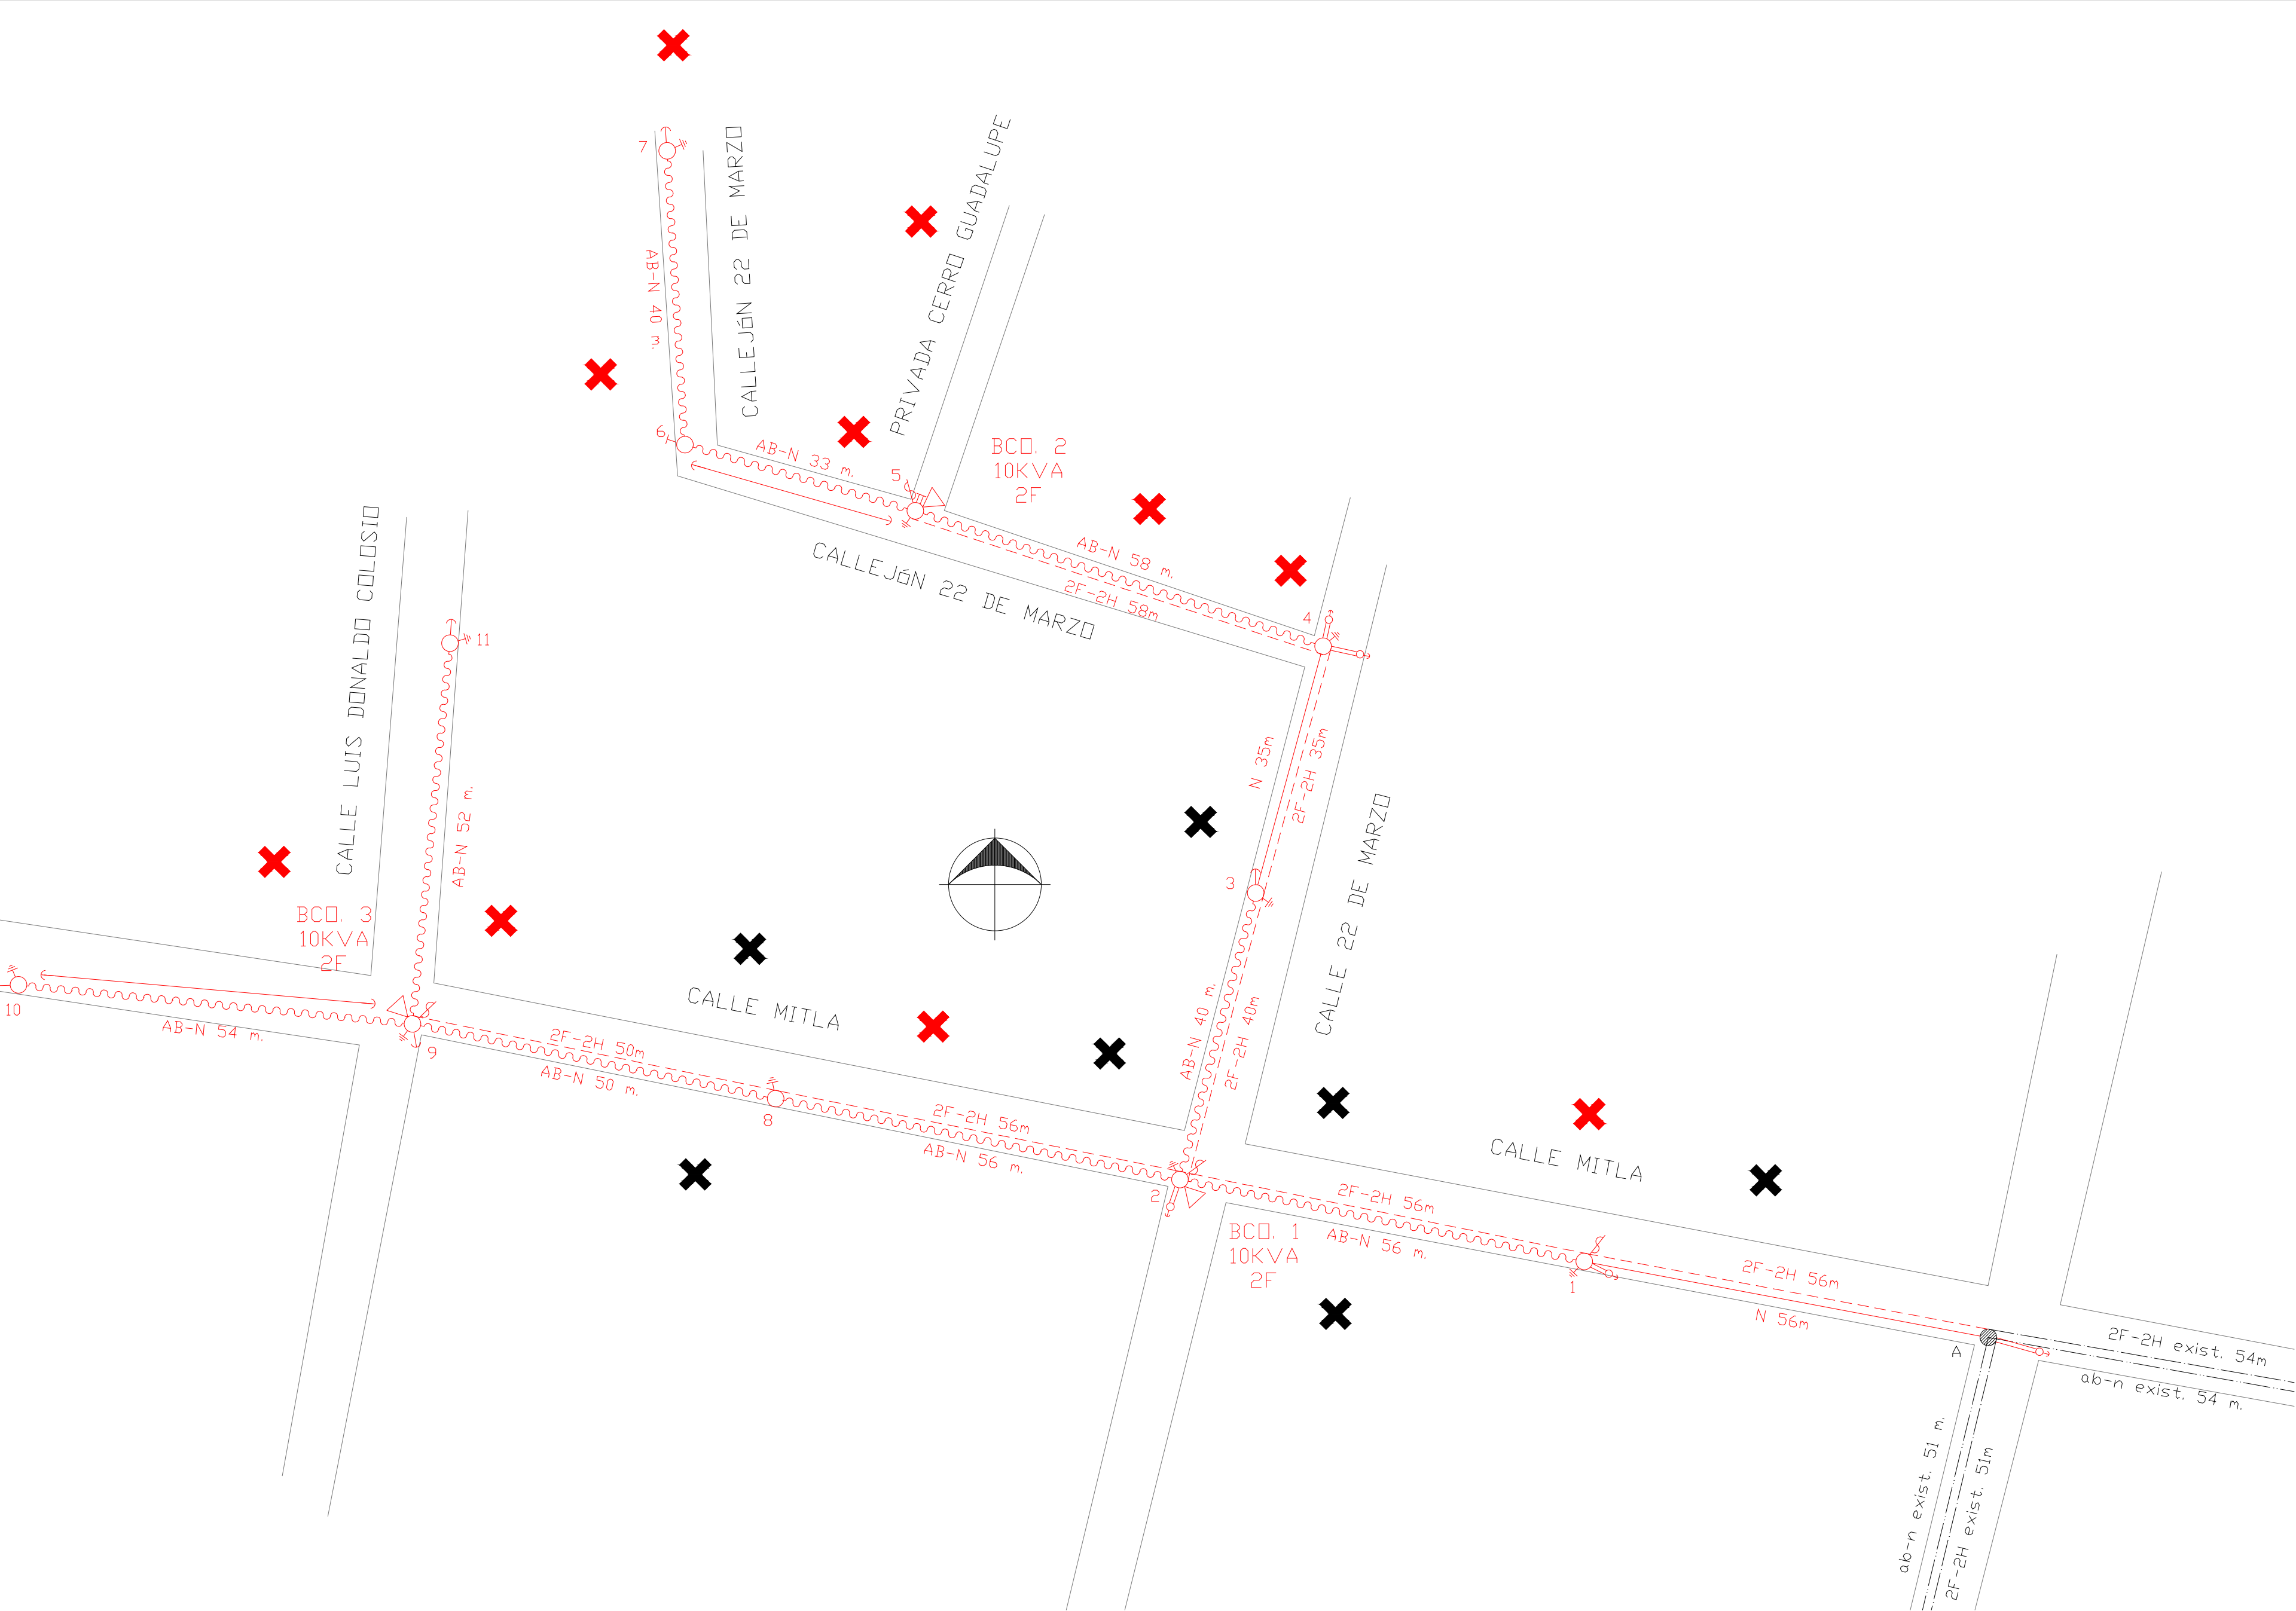 7
CALLEJóN 22 DE MARZO
PRIVADA CERRO GUADALUPE
AB-N 40 m.
6
AB-N 33 m.
5
BCO. 2
10KVA
2F
AB-N 58 m.
2F-2H 58m
CALLEJóN 22 DE MARZO
4
CALLE LUIS DONALDO COLOSIO
11
AB-N 52 m.
N 35m
2F-2H 35m
CALLE 22 DE MARZO
3
BCO. 3
10KVA
2F
10
AB-N 54 m.
9
2F-2H 50m
AB-N 50 m.
CALLE MITLA
8
2F-2H 56m
AB-N 56 m.
AB-N 40 m.
2F-2H 40m
2
BCO. 1
10KVA
2F
2F-2H 56m
AB-N 56 m.
CALLE MITLA
1
2F-2H 56m
N 56m
A
2F-2H exist. 54m
ab-n exist. 54 m.
ab-n exist. 51 m.
2F-2H exist. 51m